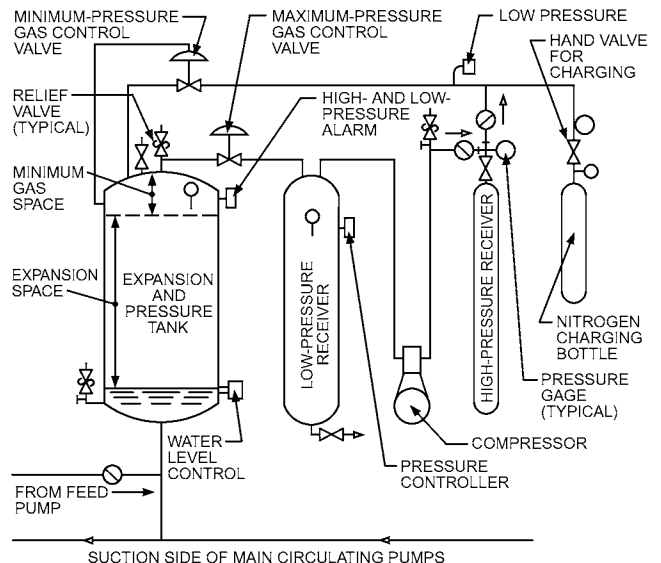 MINIMUM-PRESSURE
GAS CONTROL
VALVE
MAXIMUM-PRESSURE
GAS CONTROL
VALVE
LOW PRESSURE
HAND VALVE
FOR
CHARGING
RELIEF
VALVE
(TYPICAL)
HIGH- AND LOW-
PRESSURE
ALARM
MINIMUM
GAS
SPACE
EXPANSION
SPACE
EXPANSION
AND
PRESSURE
TANK
LOW-PRESSURE
RECEIVER
HIGH-PRESSURE RECEIVER
NITROGEN
CHARGING
BOTTLE
PRESSURE
GAGE
(TYPICAL)
WATER
LEVEL
CONTROL
COMPRESSOR
PRESSURE
CONTROLLER
FROM FEED
PUMP
SUCTION SIDE OF MAIN CIRCULATING PUMPS